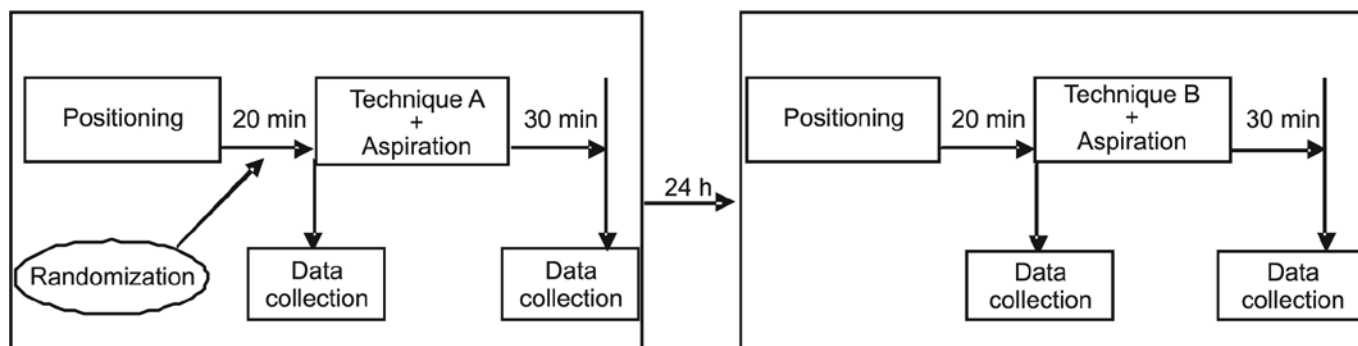 Positioning
20 min
Technique A
+
Aspiration
30 min
Randomization
Data
collection
Data
collection
24 h
Positioning
20 min
Technique B
+
Aspiration
30 min
Data
collection
Data
collection